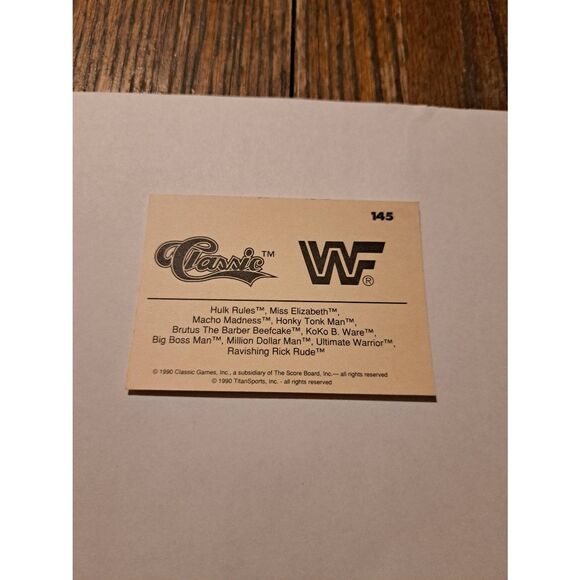 145
Classic™
WF®
Hulk Rules™, Miss Elizabeth™,
Macho Madness™, Honky Tonk Man™,
Brutus The Barber Beefcake™, KoKo B. Ware™,
Big Boss Man™, Million Dollar Man™, Ultimate Warrior™,
Ravishing Rick Rude™
© 1990 Classic Games, Inc., a subsidiary of The Score Board, Inc.— all rights reserved
© 1990 TitanSports, Inc. - all rights reserved